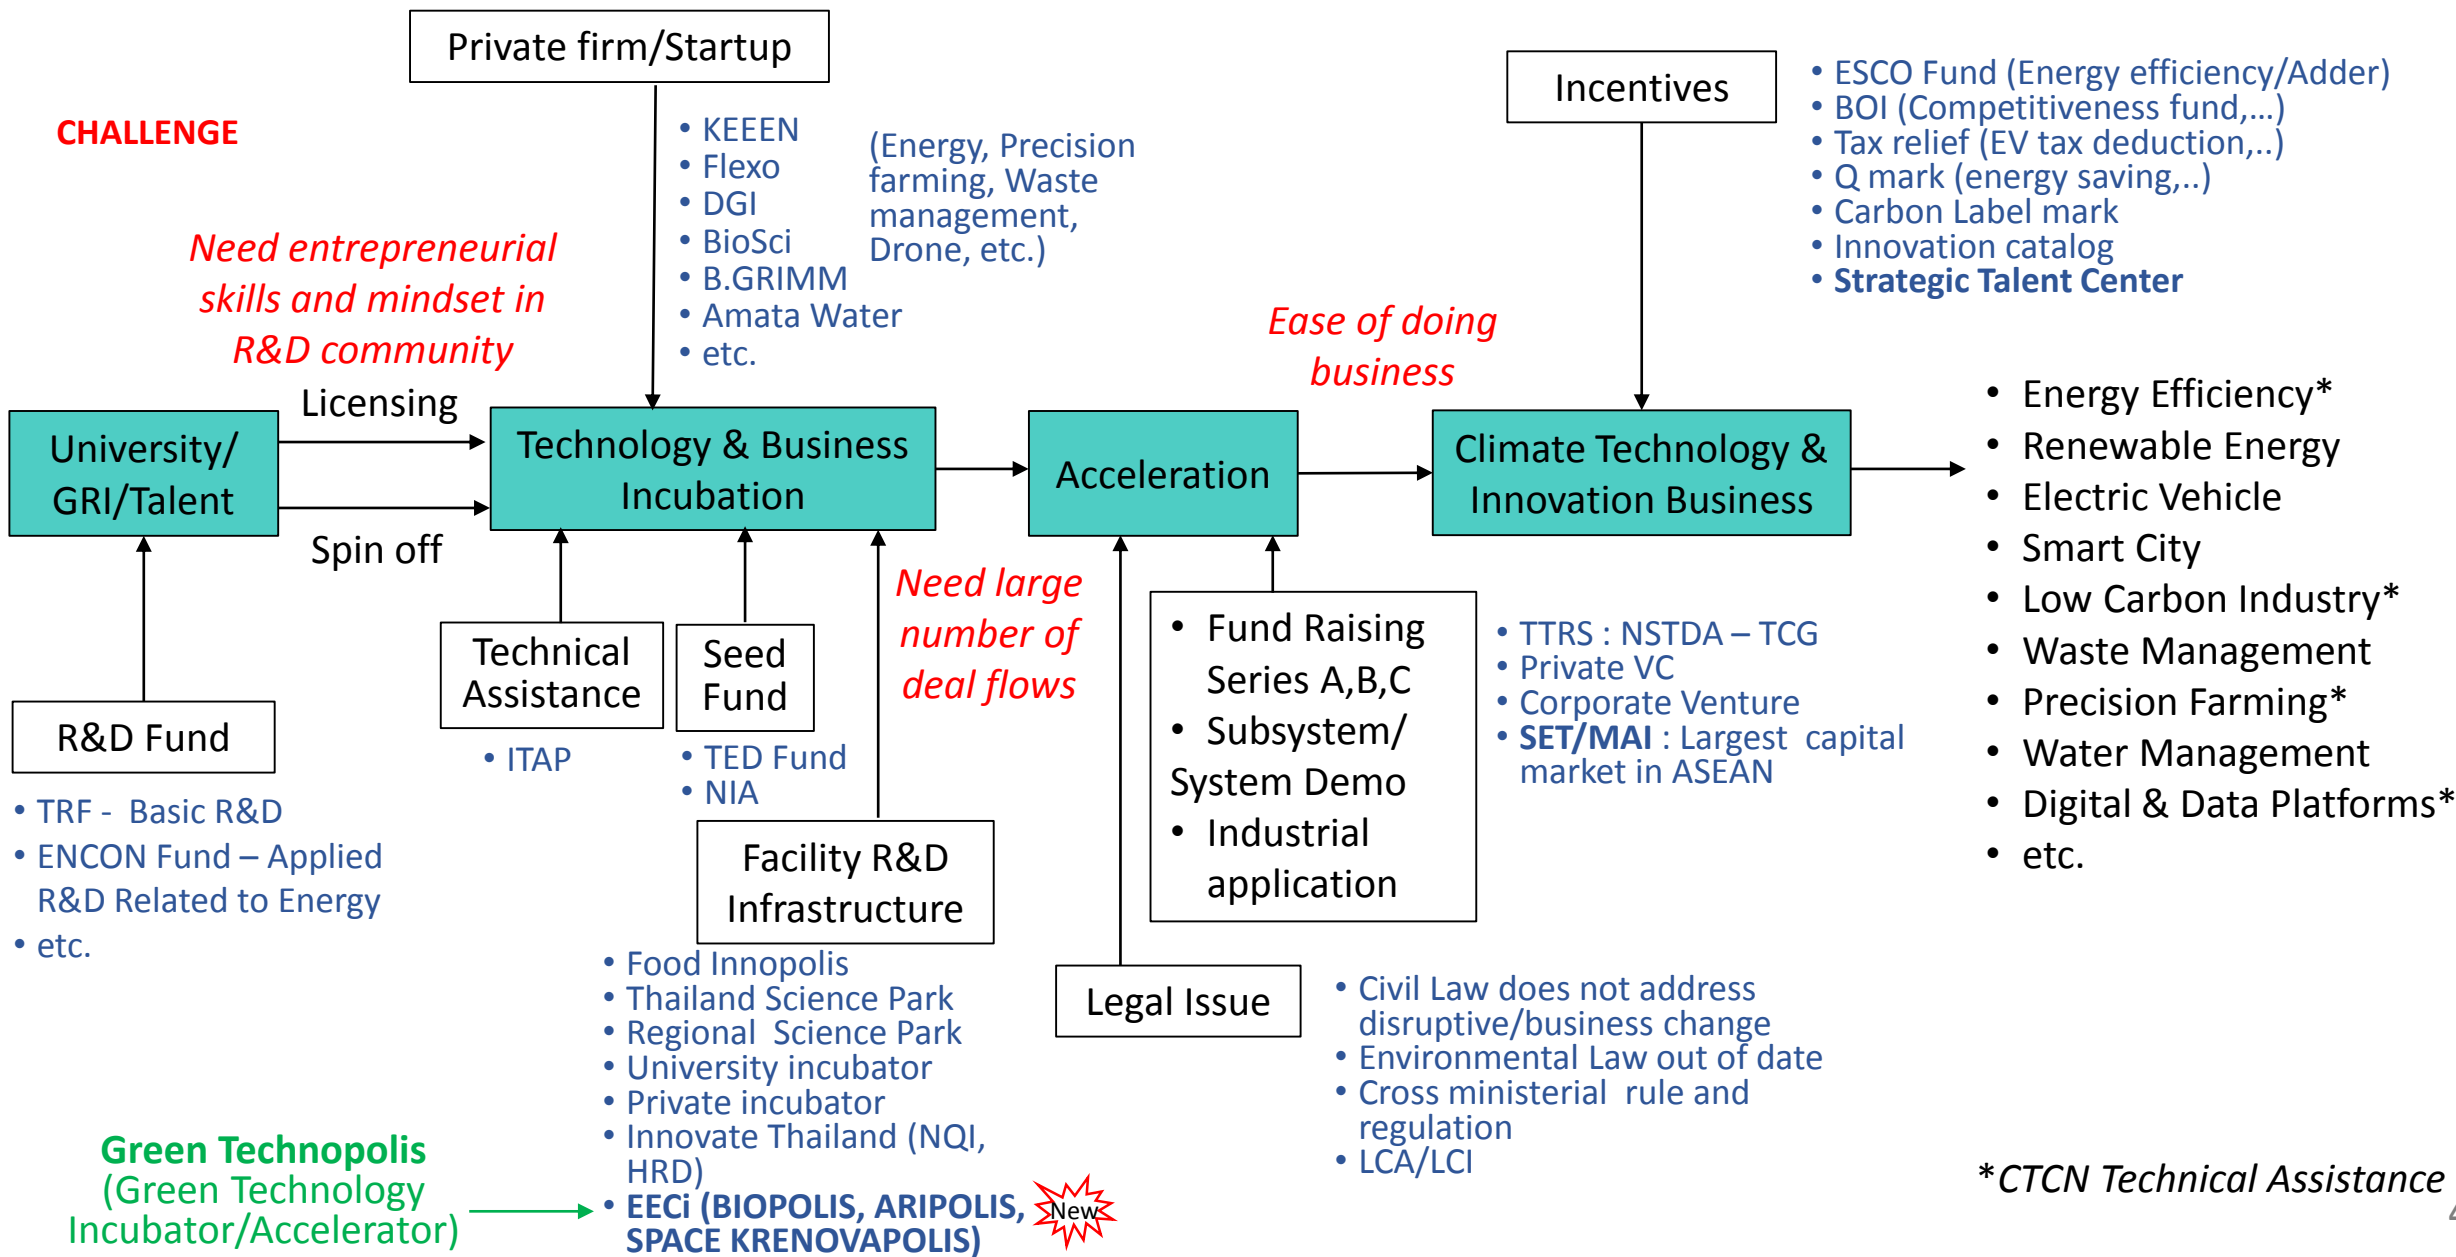 Private firm/Startup
Incentives
• ESCO Fund (Energy efficiency/Adder)
• BOI (Competitiveness fund,...)
• Tax relief (EV tax deduction,..)
• Q mark (energy saving,..)
• Carbon Label mark
• Innovation catalog
• Strategic Talent Center
CHALLENGE
• KEEEN
• Flexo
• DGI
• BioSci
• B.GRIMM
• Amata Water
• etc.
(Energy, Precision
farming, Waste
management,
Drone, etc.)
Need entrepreneurial
skills and mindset in
R&D community
Ease of doing
business
Licensing
Spin off
University/
GRI/Talent
Technology & Business
Incubation
Acceleration
Climate Technology &
Innovation Business
• Energy Efficiency*
• Renewable Energy
• Electric Vehicle
• Smart City
• Low Carbon Industry*
• Waste Management
• Precision Farming*
• Water Management
• Digital & Data Platforms*
• etc.
Need large
number of
deal flows
R&D Fund
• TRF - Basic R&D
• ENCON Fund – Applied
R&D Related to Energy
• etc.
Technical
Assistance
• ITAP
Seed
Fund
• TED Fund
• NIA
Facility R&D
Infrastructure
• Food Innopolis
• Thailand Science Park
• Regional Science Park
• University incubator
• Private incubator
• Innovate Thailand (NQI,
HRD)
• EECi (BIOPOLIS, ARIPOLIS,
SPACE KRENOVAPOLIS)
New
• Fund Raising
Series A,B,C
• Subsystem/
System Demo
• Industrial
application
• TTRS : NSTDA – TCG
• Private VC
• Corporate Venture
• SET/MAI : Largest capital
market in ASEAN
Legal Issue
• Civil Law does not address
disruptive/business change
• Environmental Law out of date
• Cross ministerial rule and
regulation
• LCA/LCI
Green Technopolis
(Green Technology
Incubator/Accelerator)
*CTCN Technical Assistance